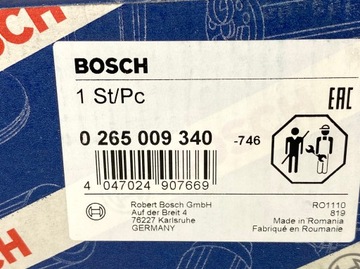 BOSCH
BOSCH
1 St/Pc
EAC
0 265 009 340 -746
4 047024 907669
Robert Bosch GmbH
Auf der Breit 4
76227 Karlsruhe
GERMANY
RO1110
819
Made in Romania
Fabriqué en Roumanie